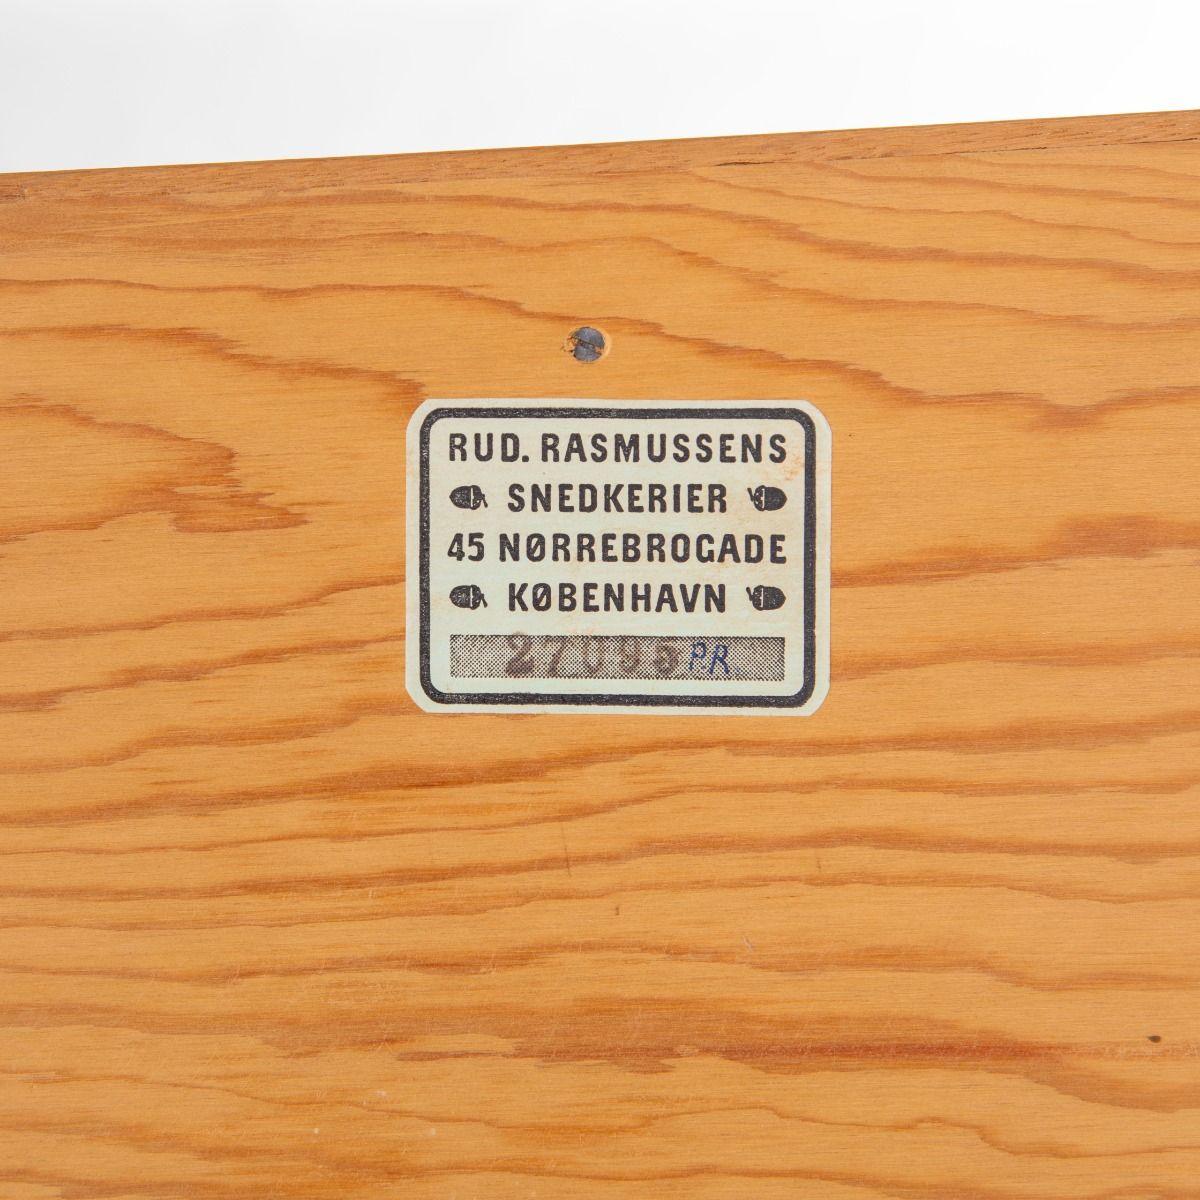 RUD. RASMUSSENS
SNEDKERIER
45 NØRREBROGADE
KØBENHAVN
27095 PR.